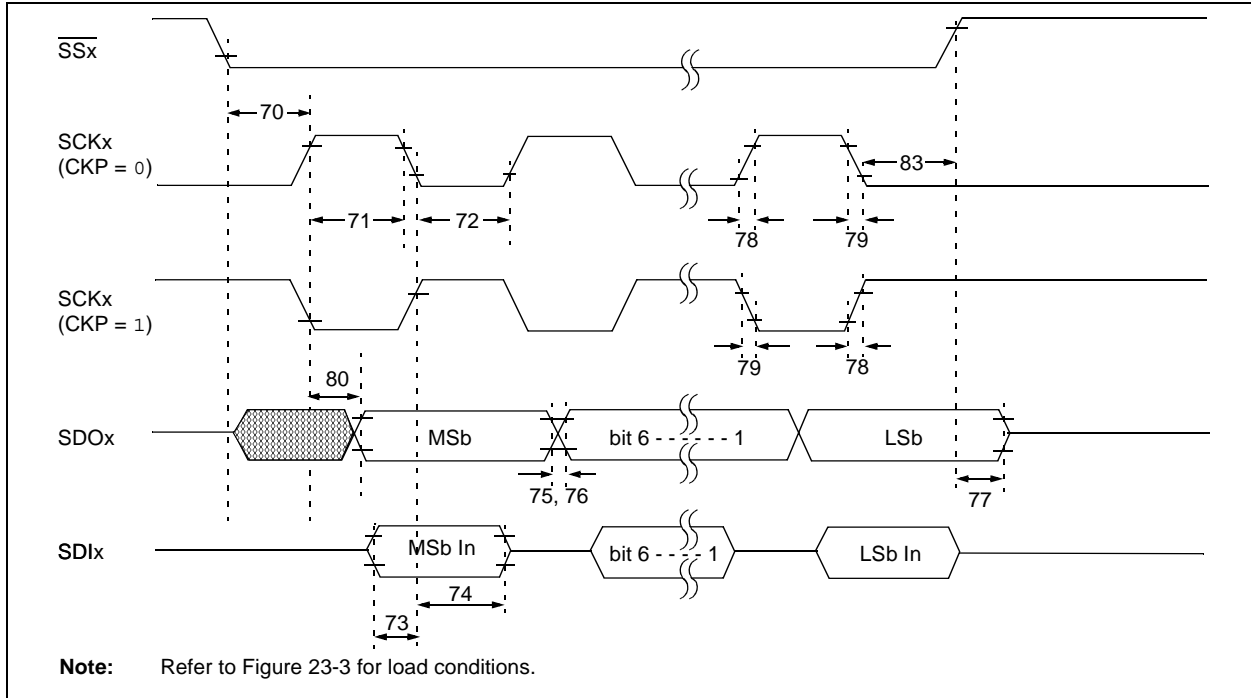 SSx
70
SCKx
(CKP = 0)
83
71
72
78
79
SCKx
(CKP = 1)
79
78
80
SDOx
MSb
bit 6 - - - - - - 1
LSb
75, 76
77
SDIx
MSb In
bit 6 - - - - 1
LSb In
74
73
Note: Refer to Figure 23-3 for load conditions.